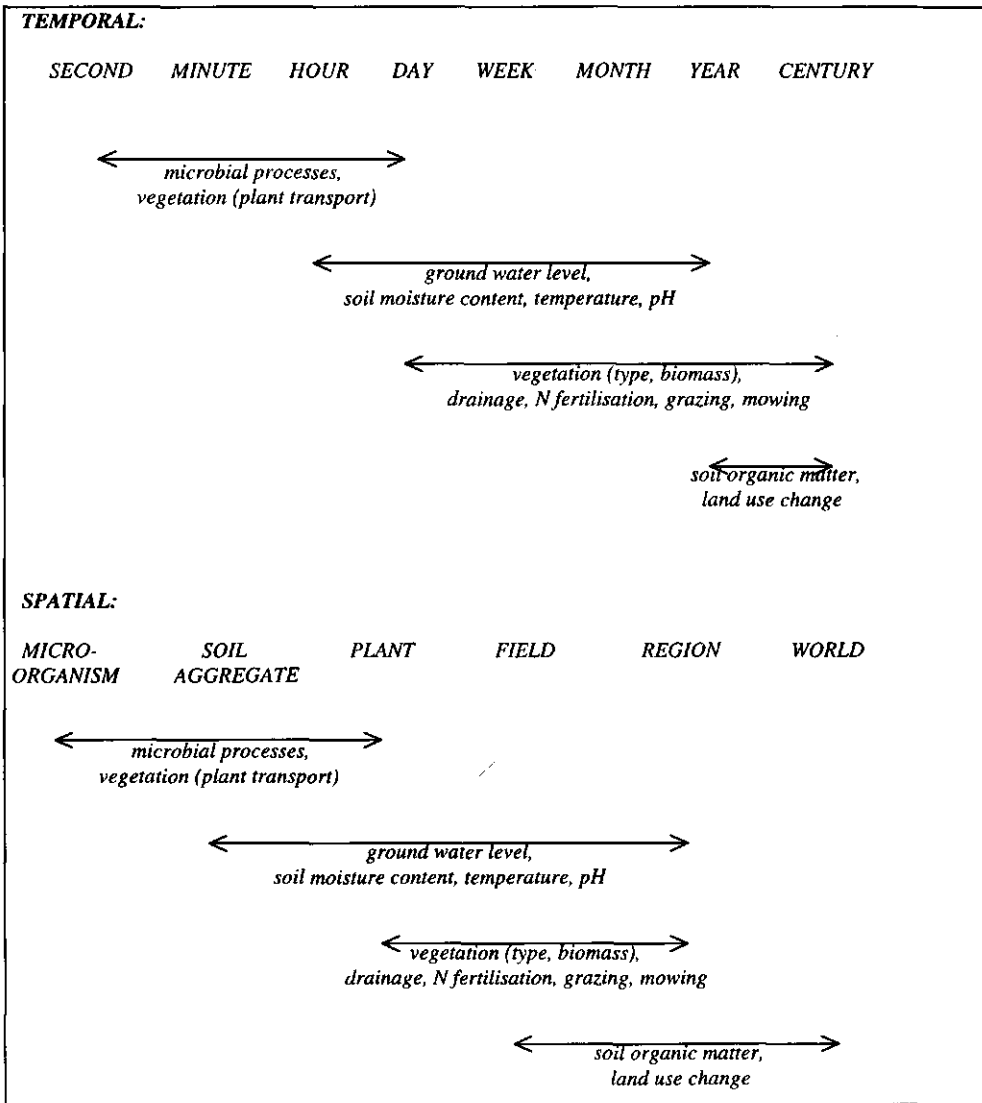 TEMPORAL:
SECOND MINUTE HOUR DAY WEEK MONTH YEAR CENTURY
microbial processes,
vegetation (plant transport)
ground water level,
soil moisture content, temperature, pH
vegetation (type, biomass),
drainage, N fertilisation, grazing, mowing
soil organic matter,
land use change
SPATIAL:
MICRO- SOIL PLANT FIELD REGION WORLD
ORGANISM AGGREGATE
microbial processes,
vegetation (plant transport)
ground water level,
soil moisture content, temperature, pH
vegetation (type, biomass),
drainage, N fertilisation, grazing, mowing
soil organic matter,
land use change